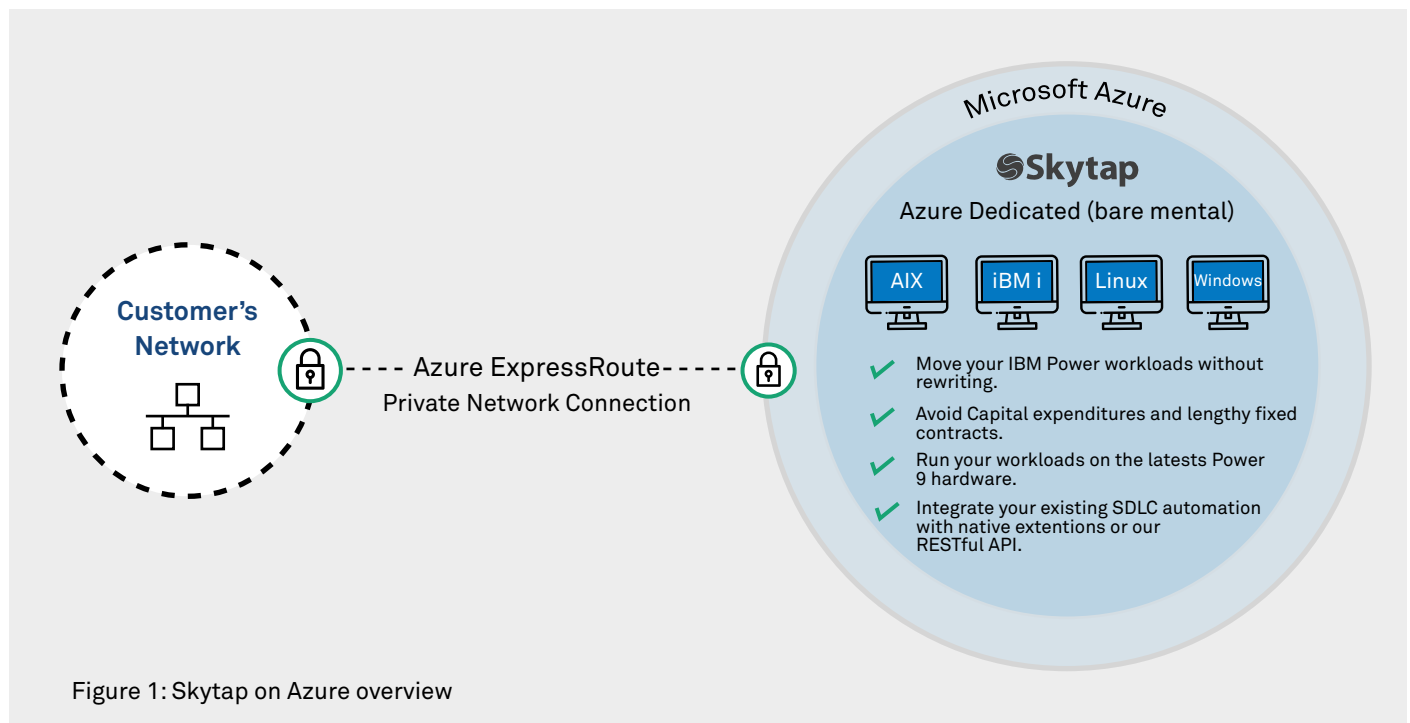 Microsoft Azure
Skytap
Azure Dedicated (bare mental)
AIX
iBM i
Linux
Windows
Customer's
Network
Azure ExpressRoute
Private Network Connection
Move your IBM Power workloads without
rewriting.
Avoid Capital expenditures and lengthy fixed
contracts.
Run your workloads on the latests Power
9 hardware.
Integrate your existing SDLC automation
with native extentions or our
RESTful API.
Figure 1: Skytap on Azure overview